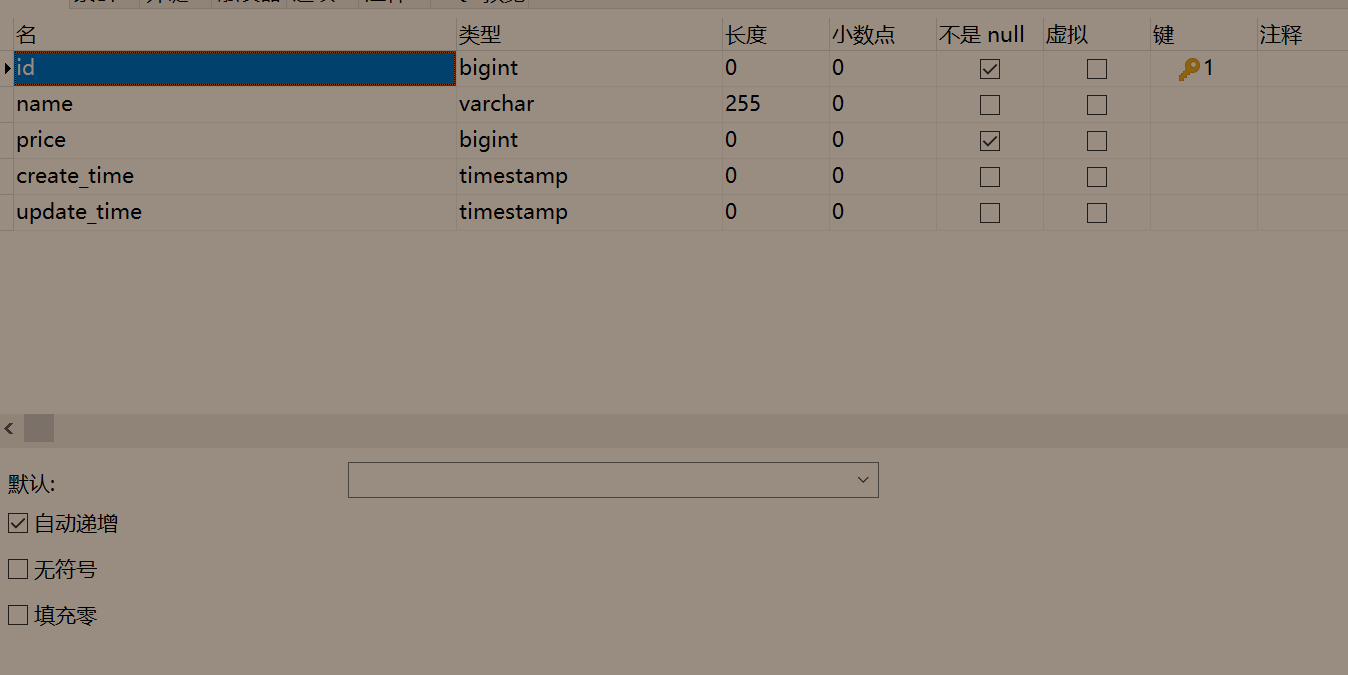 名 类型 长度 小数点 不是 null 虚拟 键 注释
id bigint 0 0 1
name varchar 255 0
price bigint 0 0
create_time timestamp 0 0
update_time timestamp 0 0
默认:
自动递增
无符号
填充零